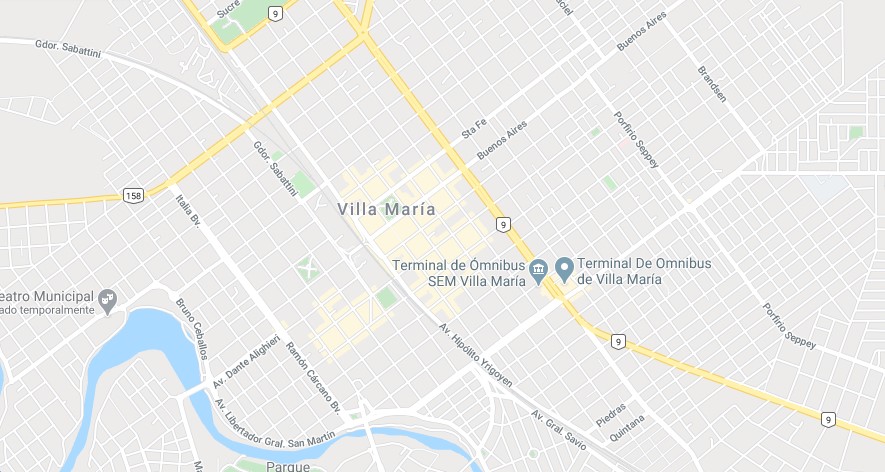 Sucre
9
Buenos Aires
Gdor. Sabattini
Brandsen
Sta Fe
Buenos Aires
Porfirio Seppey
Gdor. Sabattini
158
Italia Bv.
Villa María
9
Terminal de Ómnibus
SEM Villa María
Terminal De Omnibus
de Villa María
eatro Municipal
ado temporalmente
Bruno Ceballos
Porfirio Seppey
Av. Dante Alighieri
Ramón Cárcano Bv.
Av. Hipólito Yrigoyen
9
Av. Libertador Gral. San Martín
Av. Gral. Savio
Piedras
Quintana
9
Parque